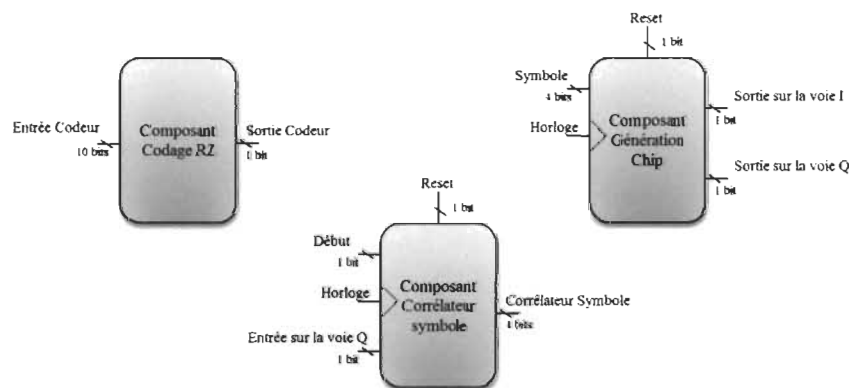 Entrée Codeur
10 bits
Composant
Codage RZ
Sortie Codeur
1 bit
Reset
1 bit
Symbole
4 bits
Horloge
Composant
Génération
Chip
Sortie sur la voie I
1 bit
Sortie sur la voie Q
1 bit
Reset
1 bit
Début
1 bit
Horloge
Entrée sur la voie Q
1 bit
Composant
Corrélateur
symbole
Corrélateur Symbole
4 bits